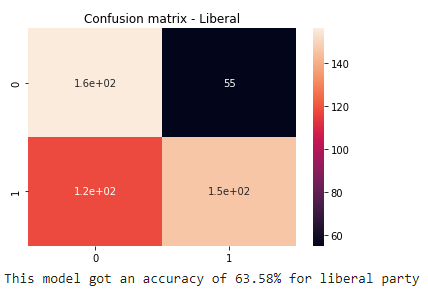 Confusion matrix - Liberal
0 1.6e+02 55
1 1.2e+02 1.5e+02
0 1
140
120
100
80
60
This model got an accuracy of 63.58% for liberal party